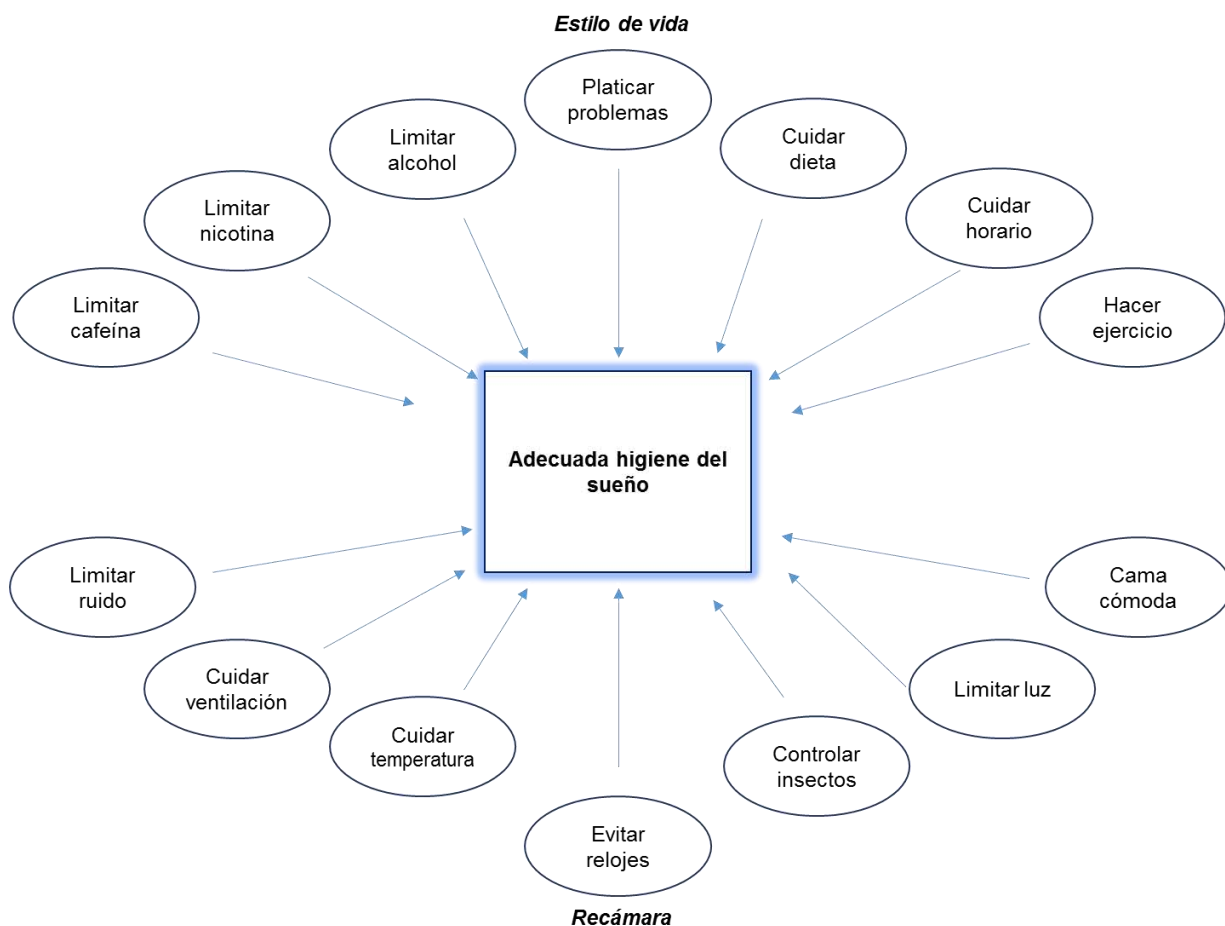 Estilo de vida
Platicar
problemas
Limitar
alcohol
Cuidar
dieta
Limitar
nicotina
Cuidar
horario
Limitar
cafeína
Hacer
ejercicio
Adecuada higiene del
sueño
Limitar
ruido
Cama
cómoda
Cuidar
ventilación
Limitar luz
Cuidar
temperatura
Controlar
insectos
Evitar
relojes
Recámara